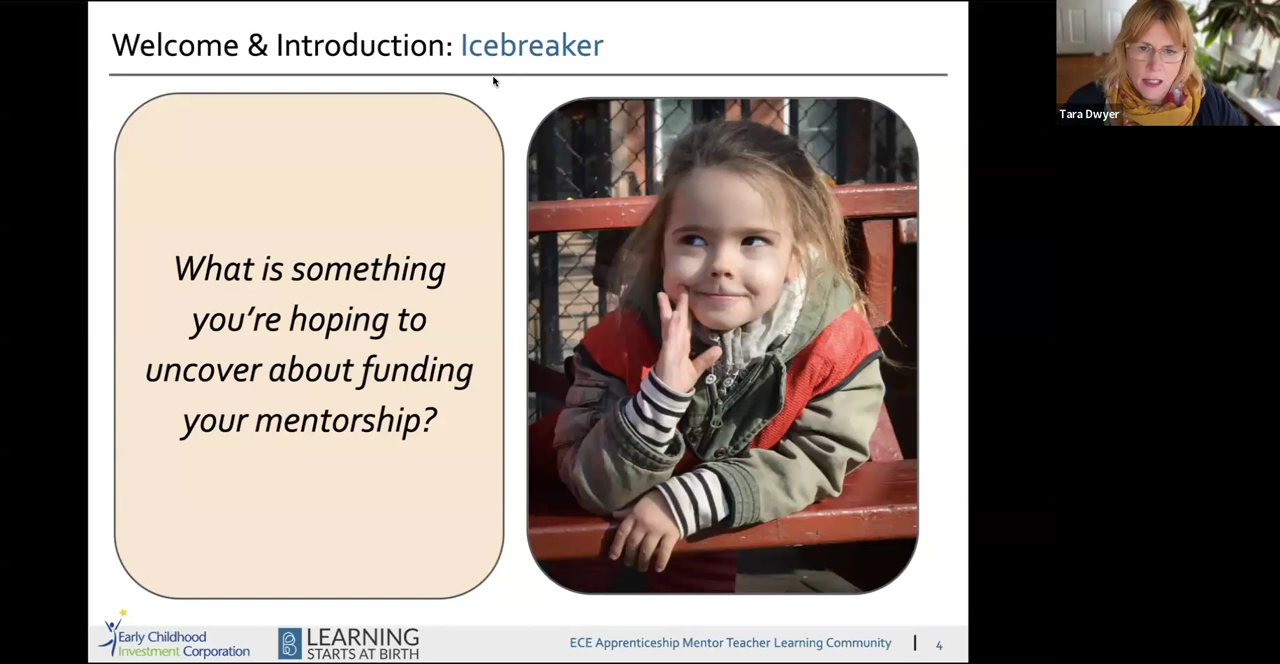 Welcome & Introduction: Icebreaker
Tara Dwyer
What is something
you're hoping to
uncover about funding
your mentorship?
Early Childhood
Investment Corporation
LEARNING
STARTS AT BIRTH
ECE Apprenticeship Mentor Teacher Learning Community | 4